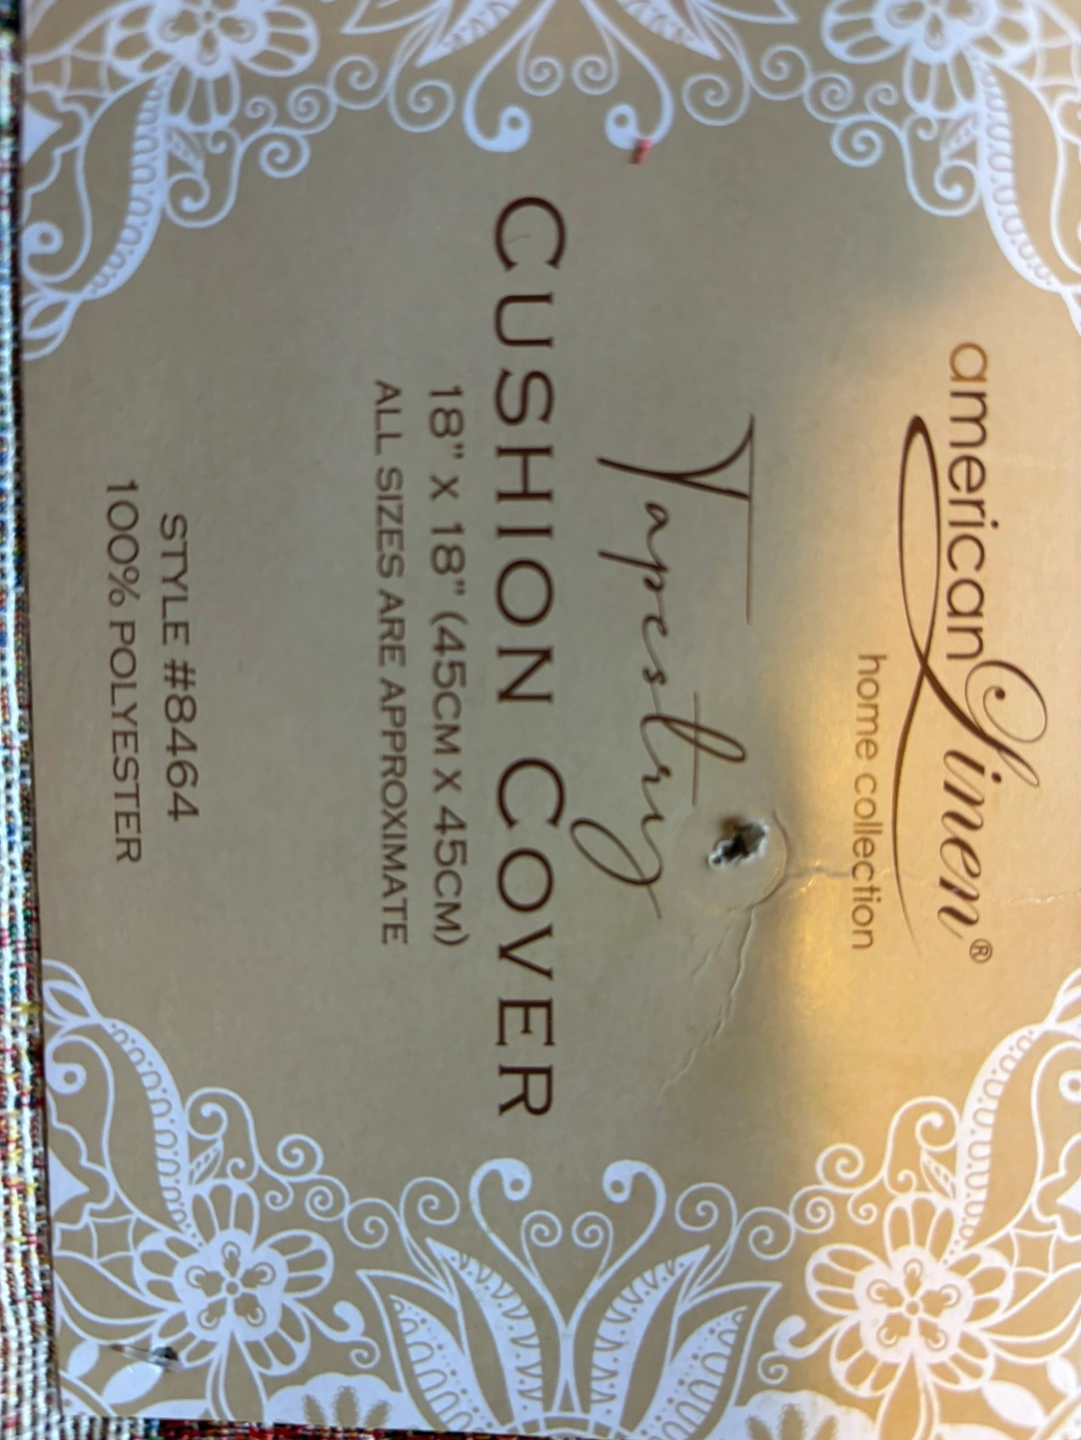 american Linen®
home collection
Tapestry
CUSHION COVER
18" X 18" (45CM X 45CM)
ALL SIZES ARE APPROXIMATE
STYLE #8464
100% POLYESTER